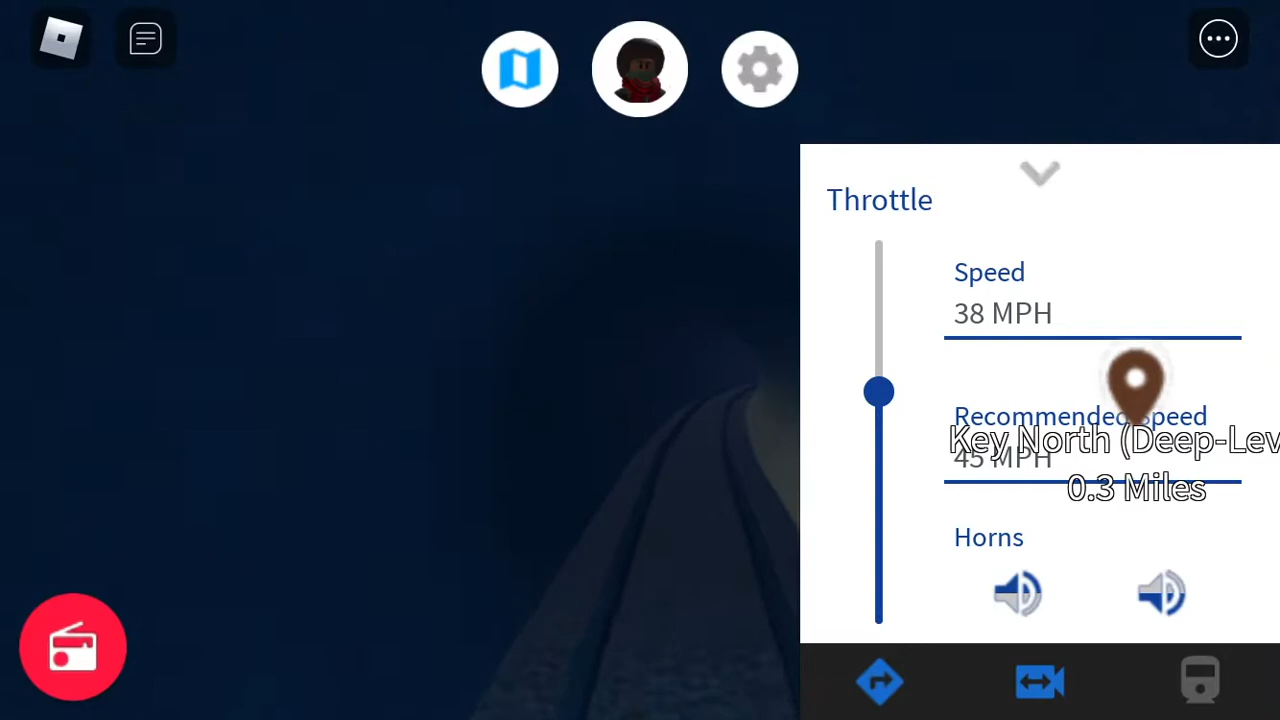 Throttle
Speed
38 MPH
Recommended Speed
45 MPH
Key North (Deep-Lev
0.3 Miles
Horns